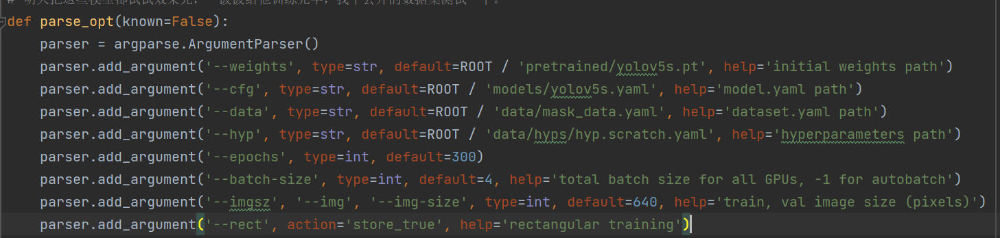 def parse_opt(known=False):
    parser = argparse.ArgumentParser()
    parser.add_argument('--weights', type=str, default=ROOT / 'pretrained/yolov5s.pt', help='initial weights path')
    parser.add_argument('--cfg', type=str, default=ROOT / 'models/yolov5s.yaml', help='model.yaml path')
    parser.add_argument('--data', type=str, default=ROOT / 'data/mask_data.yaml', help='dataset.yaml path')
    parser.add_argument('--hyp', type=str, default=ROOT / 'data/hyps/hyp.scratch.yaml', help='hyperparameters path')
    parser.add_argument('--epochs', type=int, default=300)
    parser.add_argument('--batch-size', type=int, default=4, help='total batch size for all GPUs, -1 for autobatch')
    parser.add_argument('--imgsz', '--img', '--img-size', type=int, default=640, help='train, val image size (pixels)')
    parser.add_argument('--rect', action='store_true', help='rectangular training')